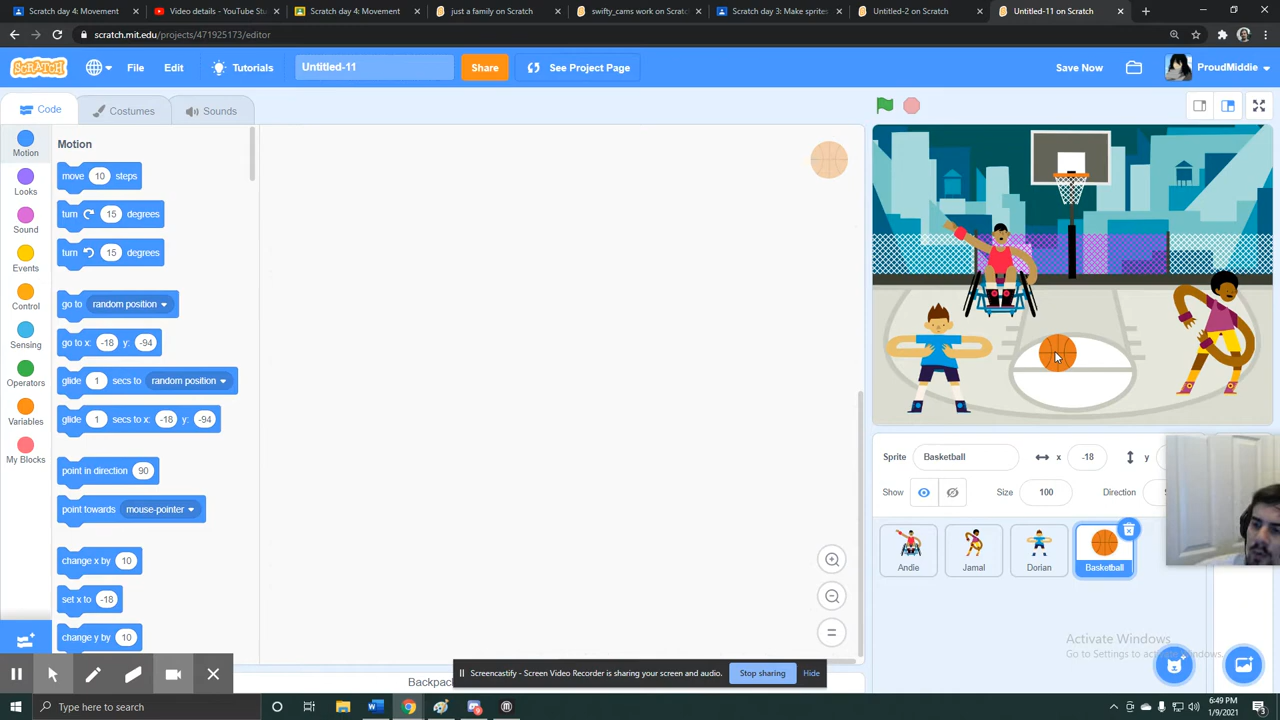 Scratch day 4: Movement
Video details - YouTube Stu
Scratch day 4: Movement
just a family on Scratch
swifty_cams work on Scratc
Scratch day 3: Make sprites
Untitled-2 on Scratch
Untitled-11 on Scratch
scratch.mit.edu/projects/471925173/editor
SCRATCH
File
Edit
Tutorials
Untitled-11
Share
See Project Page
Save Now
ProudMiddie
Code
Costumes
Sounds
Motion
Looks
Sound
Events
Control
Sensing
Operators
Variables
My Blocks
Motion
move 10 steps
turn 15 degrees
turn 15 degrees
go to random position
go to x: -18 y: -94
glide 1 secs to random position
glide 1 secs to x: -18 y: -94
point in direction 90
point towards mouse-pointer
change x by 10
set x to -18
change y by 10
Sprite Basketball x -18 y
Show Size 100 Direction
Andie
Jamal
Dorian
Basketball
Activate Windows
Go to Settings to activate Windows.
Screencastify - Screen Video Recorder is sharing your screen and audio.
Stop sharing
Hide
Backpac
Type here to search
6:49 PM
1/9/2021